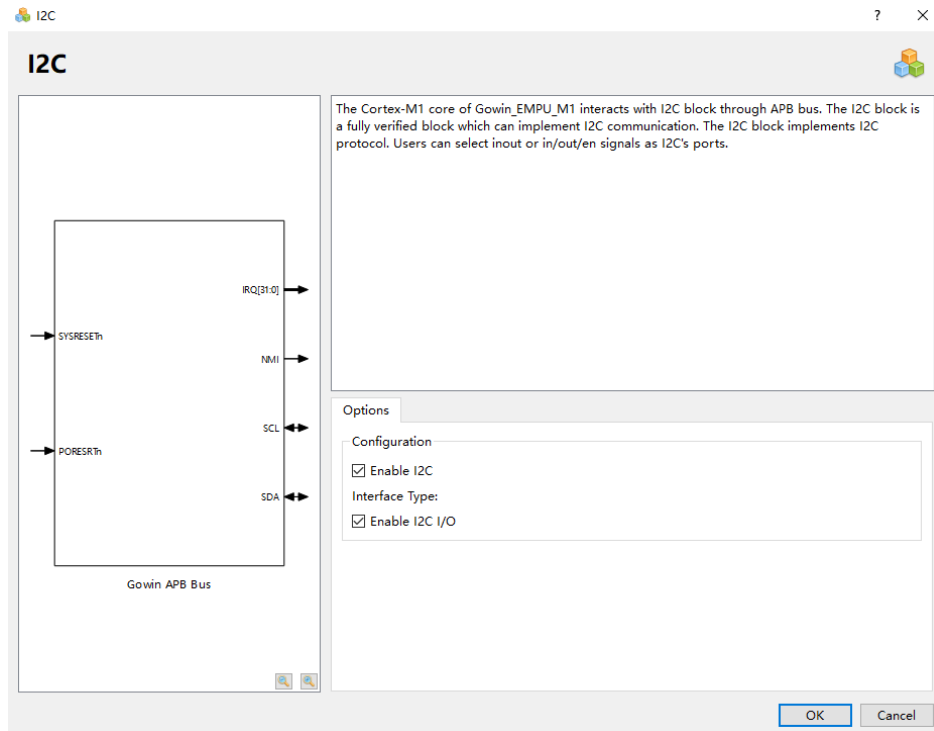 I2C
?
I2C
The Cortex-M1 core of Gowin_EMPU_M1 interacts with I2C block through APB bus. The I2C block is
a fully verified block which can implement I2C communication. The I2C block implements I2C
protocol. Users can select inout or in/out/en signals as I2C's ports.
IRQ[31:0]
SYSRESETn
NMI
SCL
PORESRTn
SDA
Gowin APB Bus
Options
Configuration
Enable I2C
Interface Type:
Enable I2C I/O
OK
Cancel